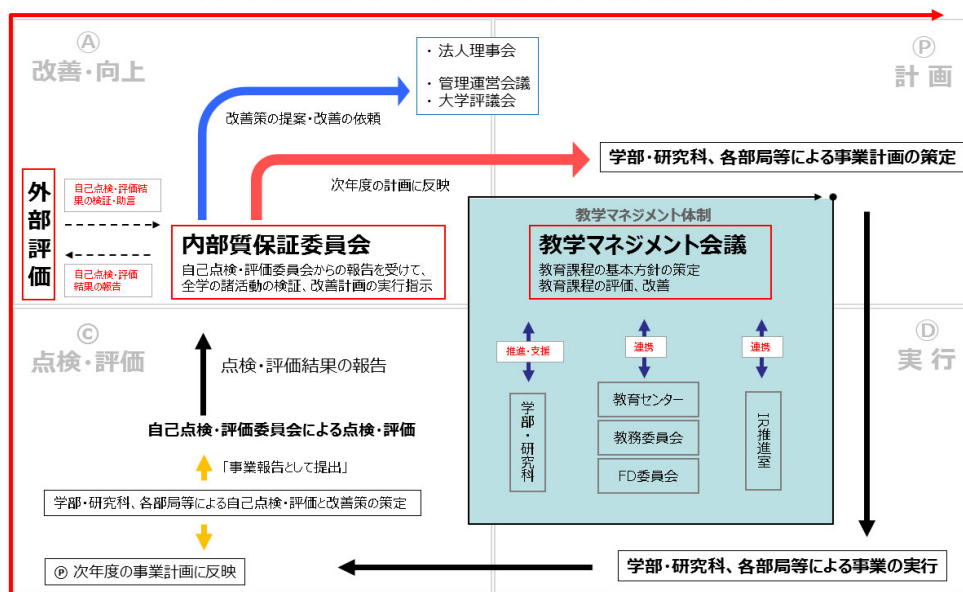 Ⓐ
改善・向上
・ 法人理事会
・ 管理運営会議
・ 大学評議会
Ⓟ
計 画
改善策の提案・改善の依頼
学部・研究科、各部局等による事業計画の策定
次年度の計画に反映
外部評価
自己点検・評価結
果の検証・助言
自己点検・評価
結果の報告
内部質保証委員会
自己点検・評価委員会からの報告を受けて、
全学の諸活動の検証、改善計画の実行指示
教学マネジメント体制
教学マネジメント会議
教育課程の基本方針の策定
教育課程の評価、改善
推進・支援
連携
連携
学部・研究科
教育センター
教務委員会
FD委員会
IR推進室
Ⓒ
点検・評価
Ⓓ
実 行
点検・評価結果の報告
自己点検・評価委員会による点検・評価
「事業報告として提出」
学部・研究科、各部局等による自己点検・評価と改善策の策定
Ⓟ 次年度の事業計画に反映
学部・研究科、各部局等による事業の実行